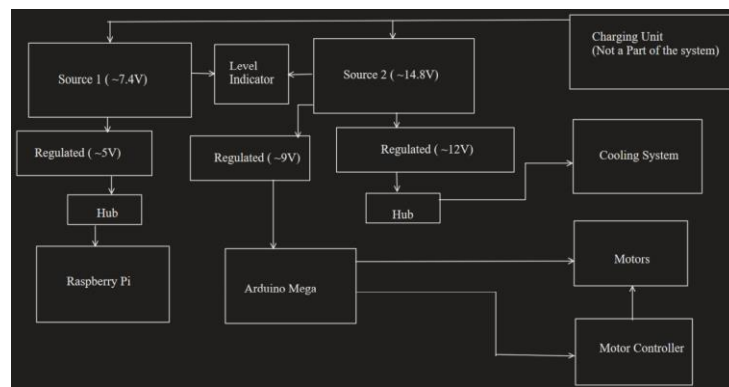 Charging Unit
(Not a Part of the system)
Source 1 ( ~7.4V)
Level
Indicator
Source 2 ( ~14.8V)
Regulated ( ~5V)
Regulated ( ~9V)
Regulated ( ~12V)
Cooling System
Hub
Hub
Raspberry Pi
Arduino Mega
Motors
Motor Controller